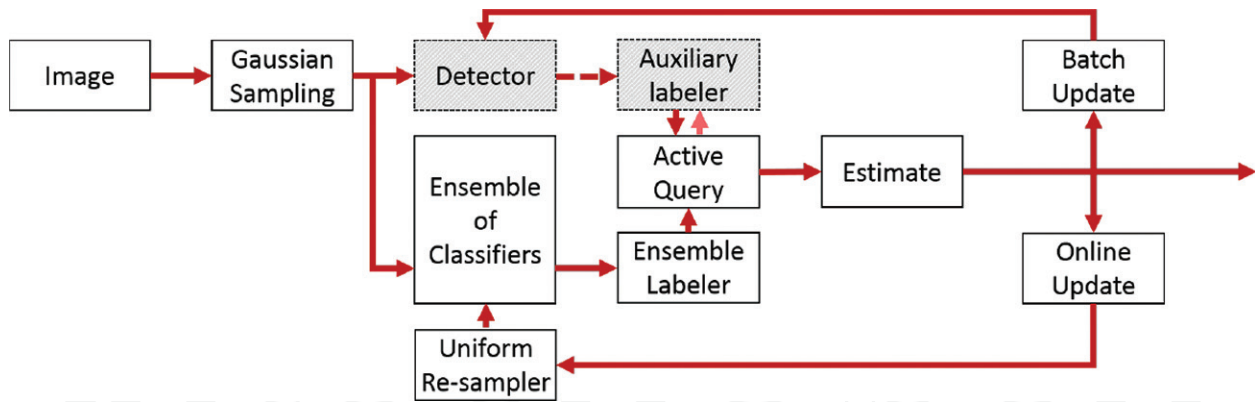 Image
Gaussian
Sampling
Detector
Auxiliary
labeler
Batch
Update
Ensemble
of
Classifiers
Active
Query
Estimate
Ensemble
Labeler
Online
Update
Uniform
Re-sampler